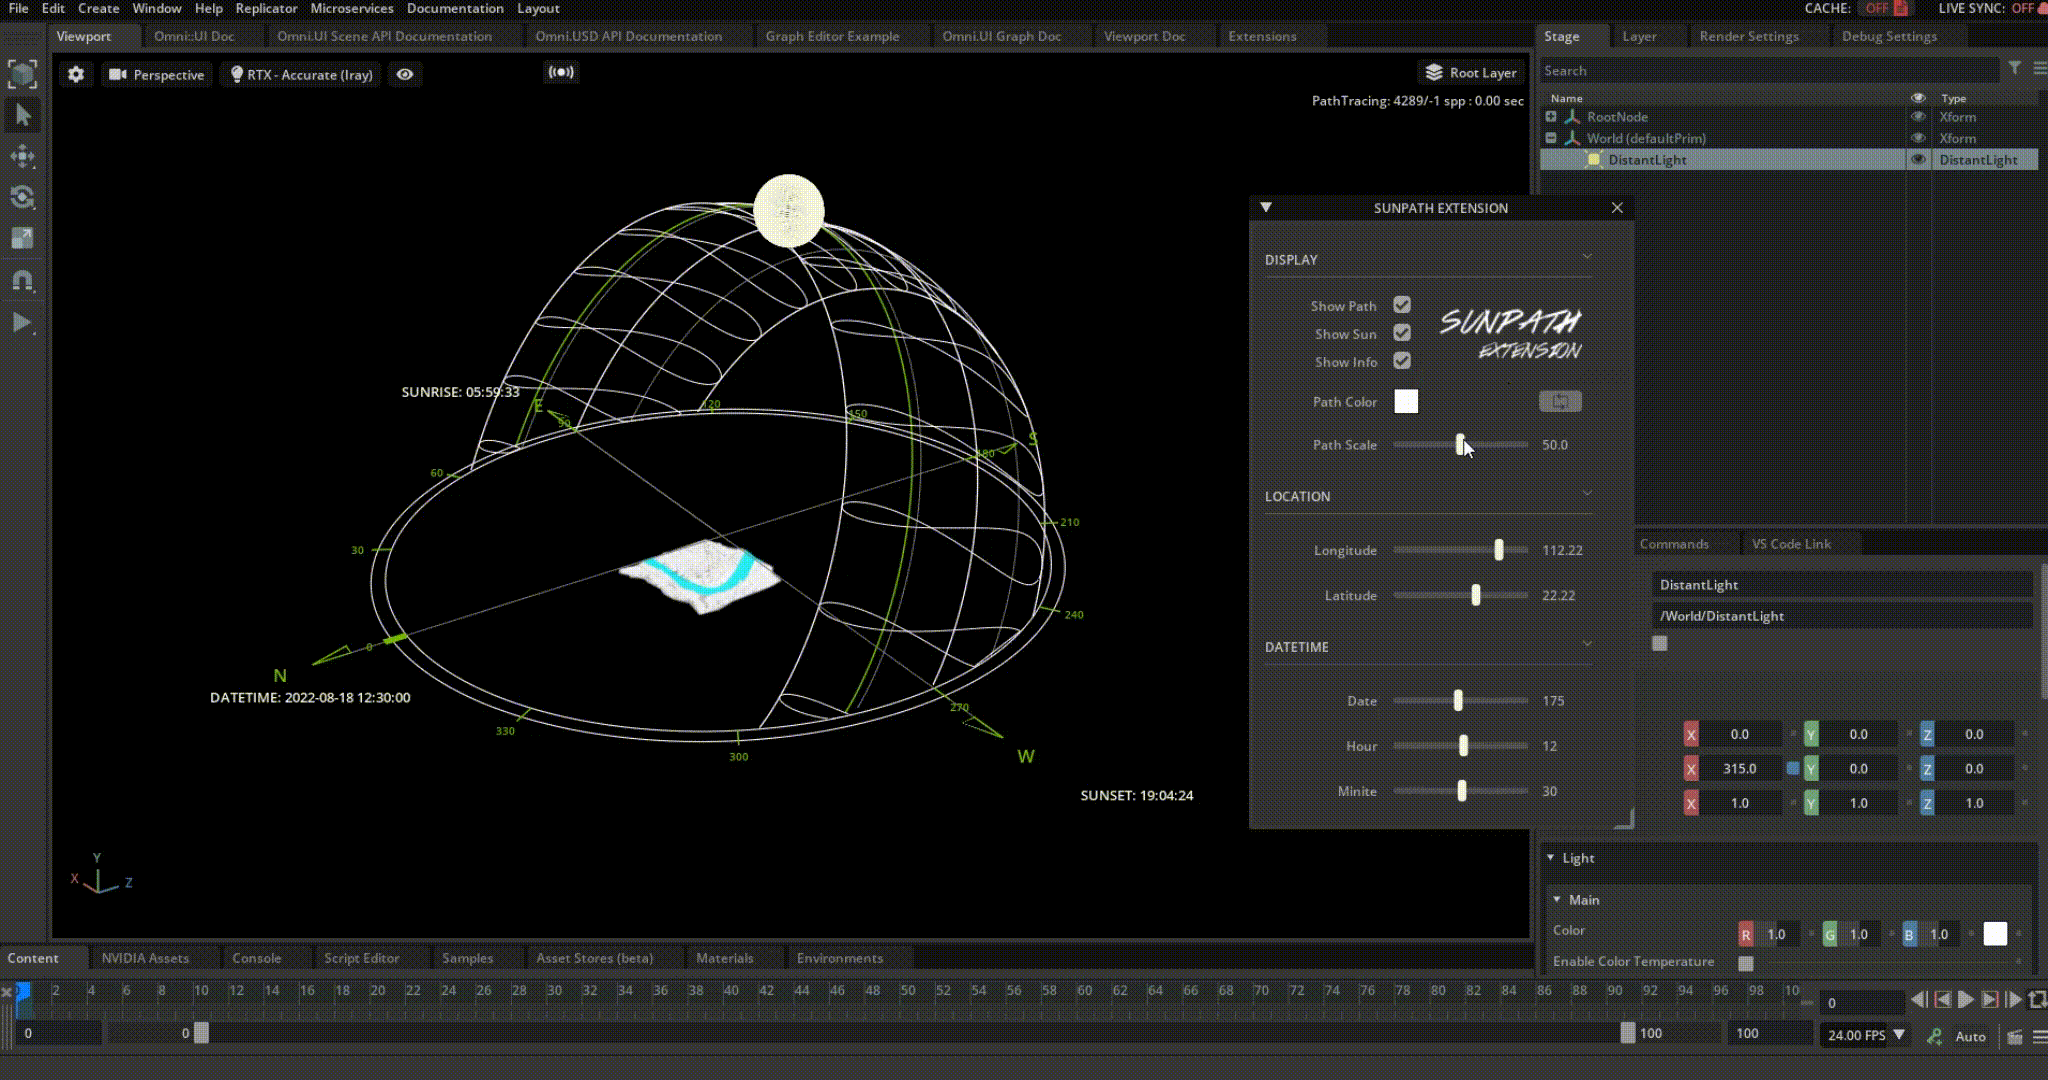 File Edit Create Window Help Replicator Microservices Documentation Layout CACHE: OFF LIVE SYNC: OFF
Viewport Omni::UI Doc Omni.UI Scene API Documentation Omni.USD API Documentation Graph Editor Example Omni.UI Graph Doc Viewport Doc Extensions
Perspective RTX - Accurate (Iray) Root Layer
PathTracing: 4289/-1 spp : 0.00 sec
SUNRISE: 05:59:33
E
90
120
150
S
180
60
30
210
240
0
N
DATETIME: 2022-08-18 12:30:00
330
300
270
W
SUNSET: 19:04:24
Y
X Z
SUNPATH EXTENSION
DISPLAY
Show Path
Show Sun
Show Info
SUNPATH
EXTENSION
Path Color
Path Scale 50.0
LOCATION
Longitude 112.22
Latitude 22.22
DATETIME
Date 175
Hour 12
Minite 30
Stage Layer Render Settings Debug Settings
Search
Name Type
RootNode Xform
World (defaultPrim) Xform
DistantLight DistantLight
Commands VS Code Link
DistantLight
/World/DistantLight
X 0.0 Y 0.0 Z 0.0
X 315.0 Y 0.0 Z 0.0
X 1.0 Y 1.0 Z 1.0
Light
Main
Color R 1.0 G 1.0 B 1.0
Enable Color Temperature
Content NVIDIA Assets Console Script Editor Samples Asset Stores (beta) Materials Environments
2 4 6 8 10 12 14 16 18 20 22 24 26 28 30 32 34 36 38 40 42 44 46 48 50 52 54 56 58 60 62 64 66 68 70 72 74 76 78 80 82 84 86 88 90 92 94 96 98 10
0
0 0 100 100 24.00 FPS Auto